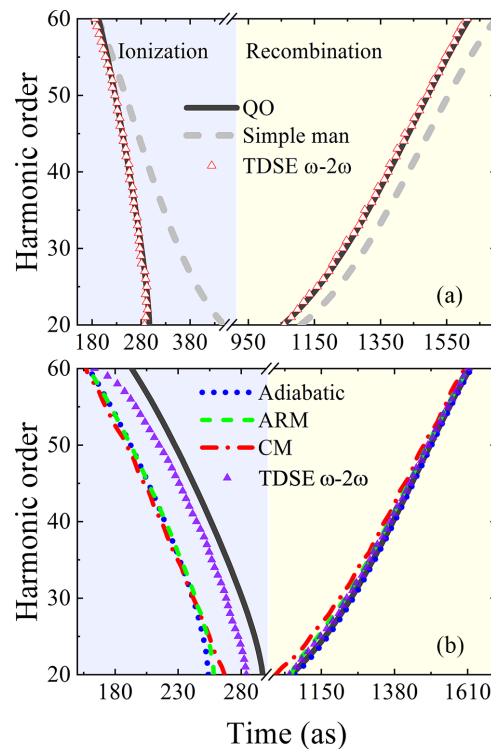 60
Ionization
Recombination
50
QO
Simple man
TDSE ω-2ω
40
30
20
Harmonic order
(a)
180
280
380
950
1150
1350
1550
60
Adiabatic
ARM
CM
TDSE ω-2ω
50
40
30
20
Harmonic order
(b)
180
230
280
1150
1380
1610
Time (as)